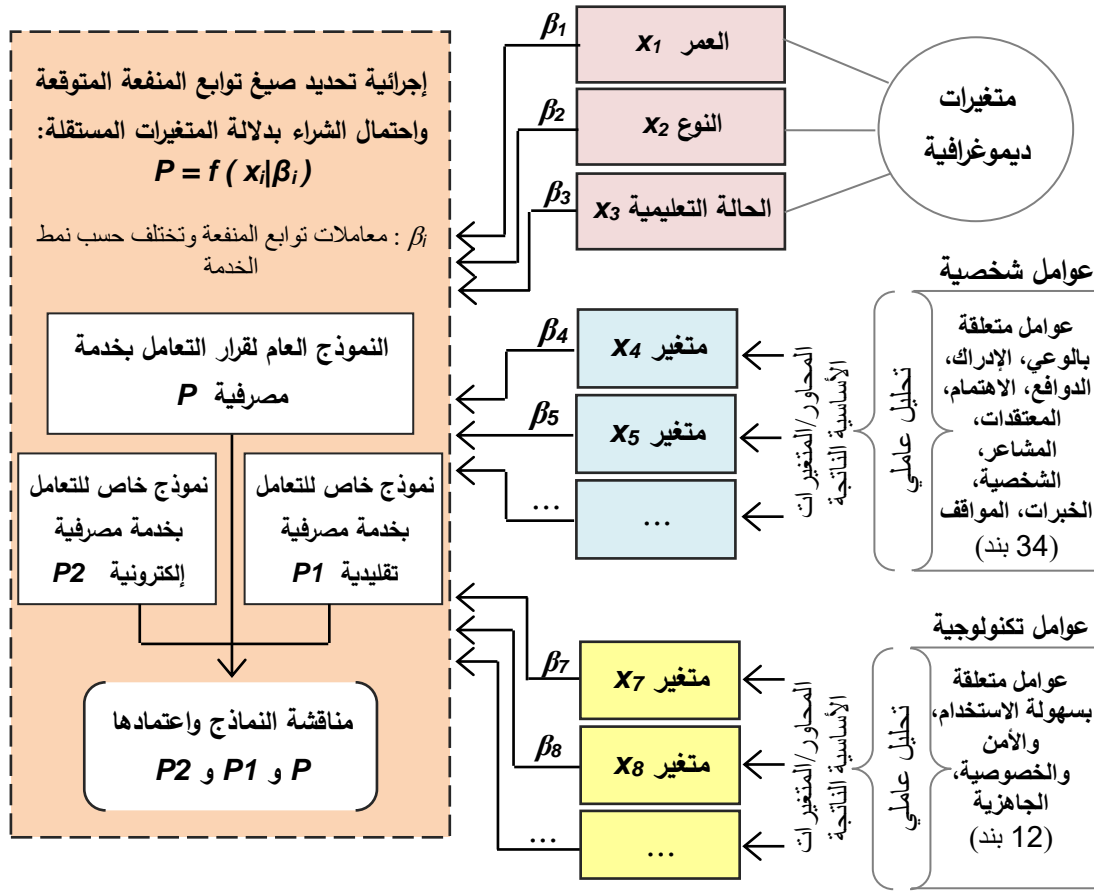 متغيرات
ديموغرافية
العمر x1
النوع x2
الحالة التعليمية x3
β1
β2
β3
إجرائية تحديد صيغ توابع المنفعة المتوقعة
واحتمال الشراء بدلالة المتغيرات المستقلة:
P = f ( xi|βi )
βi : معاملات توابع المنفعة وتختلف حسب نمط
الخدمة
النموذج العام لقرار التعامل بخدمة
مصرفية P
نموذج خاص للتعامل
بخدمة مصرفية
تقليدية P1
نموذج خاص للتعامل
بخدمة مصرفية
إلكترونية P2
مناقشة النماذج واعتمادها
P و P1 و P2
عوامل شخصية
عوامل متعلقة
بالوعي، الإدراك،
الدوافع، الاهتمام،
المعتقدات،
المشاعر،
الشخصية،
الخبرات، المواقف
(34 بند)
تحليل عاملي
المحاور/المتغيرات
الأساسية الناتجة
متغير x4
متغير x5
...
β4
β5
...
عوامل تكنولوجية
عوامل متعلقة
بسهولة الاستخدام،
والأمن
والخصوصية،
الجاهزية
(12 بند)
تحليل عاملي
المحاور/المتغيرات
الأساسية الناتجة
متغير x7
متغير x8
...
β7
β8
...